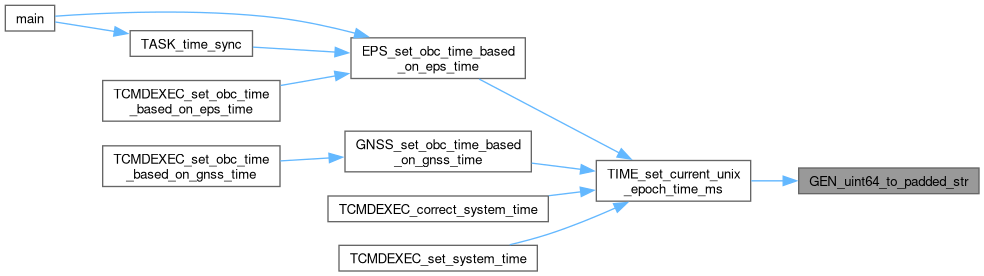 main
TASK_time_sync
EPS_set_obc_time_based
_on_eps_time
TCMDEXEC_set_obc_time
_based_on_eps_time
GNSS_set_obc_time_based
_on_gnss_time
TCMDEXEC_set_obc_time
_based_on_gnss_time
TIME_set_current_unix
_epoch_time_ms
GEN_uint64_to_padded_str
TCMDEXEC_correct_system_time
TCMDEXEC_set_system_time